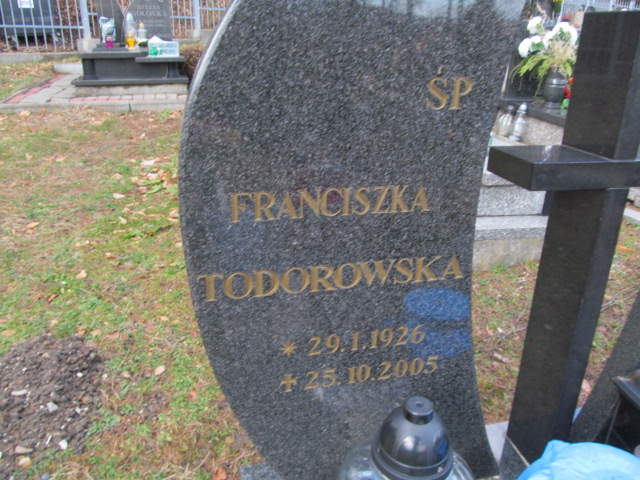 ŚP
FRANCISZKA
TODOROWSKA
* 29.1.1926
✝ 25.10.2005